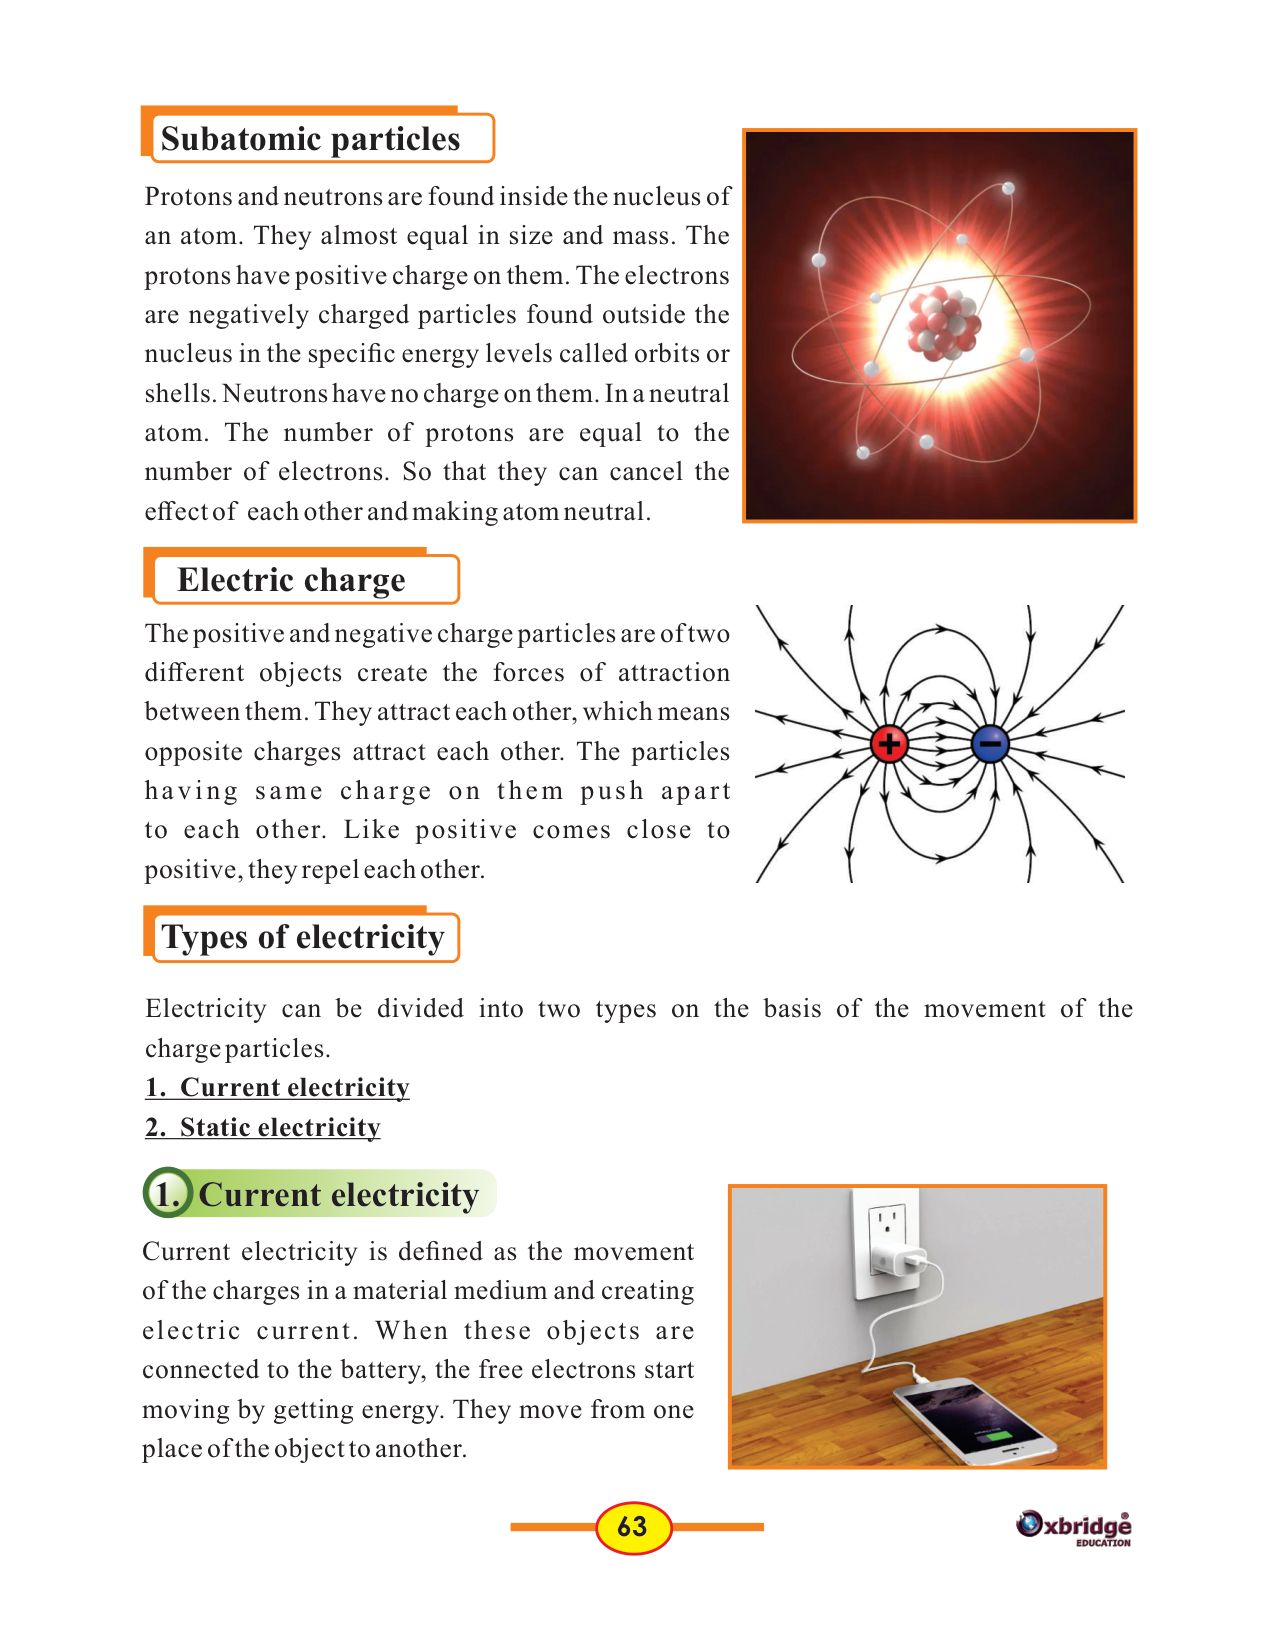 Subatomic particles
Protons and neutrons are found inside the nucleus of
an atom. They almost equal in size and mass. The
protons have positive charge on them. The electrons
are negatively charged particles found outside the
nucleus in the specific energy levels called orbits or
shells. Neutrons have no charge on them. In a neutral
atom. The number of protons are equal to the
number of electrons. So that they can cancel the
effect of each other and making atom neutral.
Electric charge
The positive and negative charge particles are of two
different objects create the forces of attraction
between them. They attract each other, which means
opposite charges attract each other. The particles
having same charge on them push apart
to each other. Like positive comes close to
positive, they repel each other.
+ −
Types of electricity
Electricity can be divided into two types on the basis of the movement of the
charge particles.
1. Current electricity
2. Static electricity
1. Current electricity
Current electricity is defined as the movement
of the charges in a material medium and creating
electric current. When these objects are
connected to the battery, the free electrons start
moving by getting energy. They move from one
place of the object to another.
63
Oxbridge®
EDUCATION